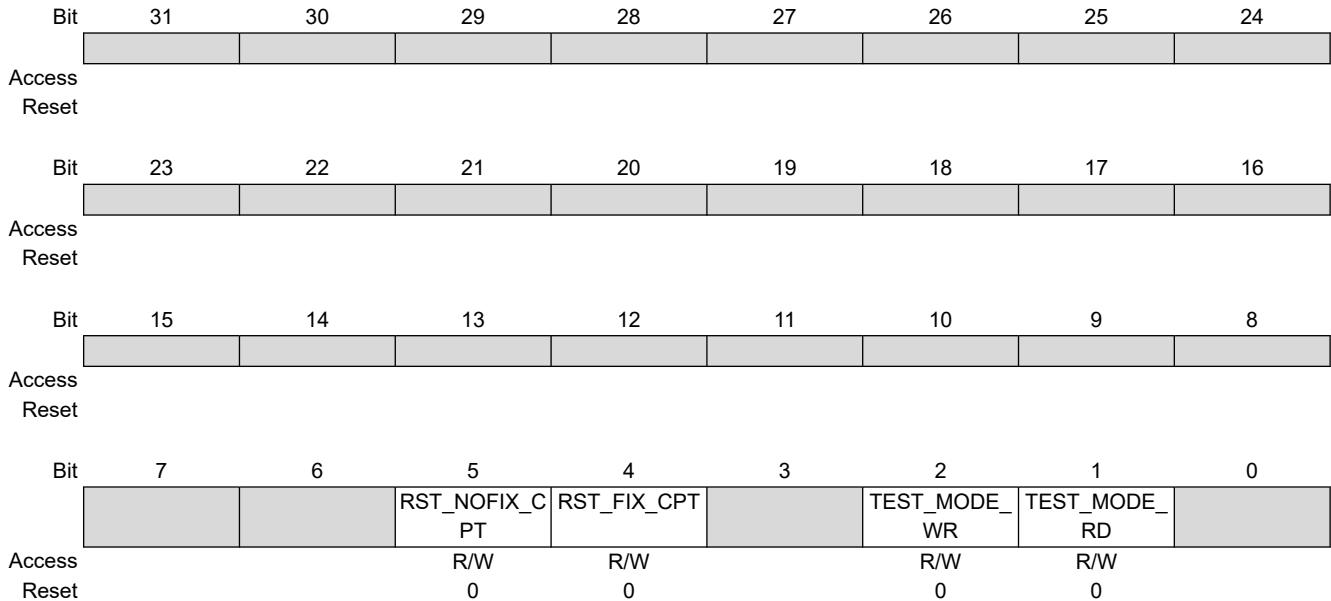 Bit 31 30 29 28 27 26 25 24
Access
Reset
Bit 23 22 21 20 19 18 17 16
Access
Reset
Bit 15 14 13 12 11 10 9 8
Access
Reset
Bit 7 6 5 4 3 2 1 0
RST_NOFIX_C RST_FIX_CPT TEST_MODE_ TEST_MODE_
PT WR RD
Access R/W R/W R/W R/W
Reset 0 0 0 0